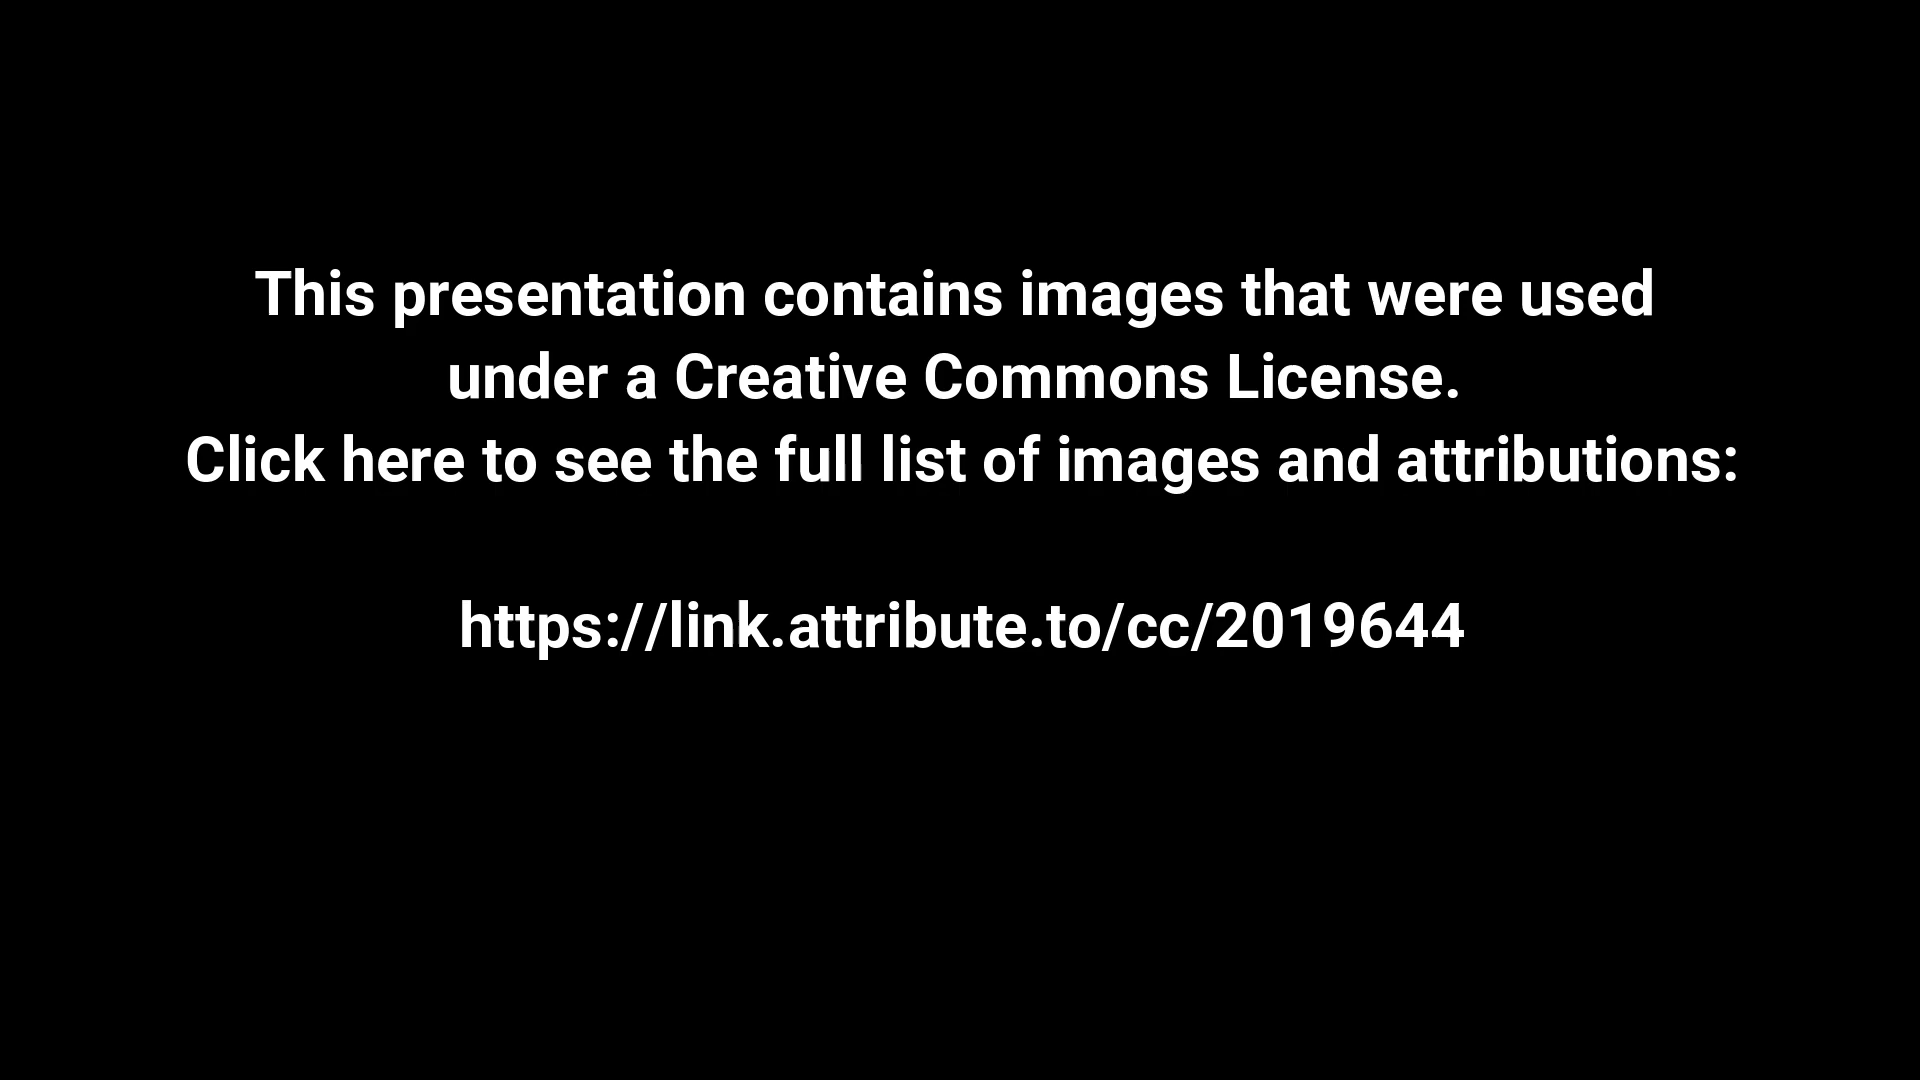 This presentation contains images that were used
under a Creative Commons License.
Click here to see the full list of images and attributions:
https://link.attribute.to/cc/2019644